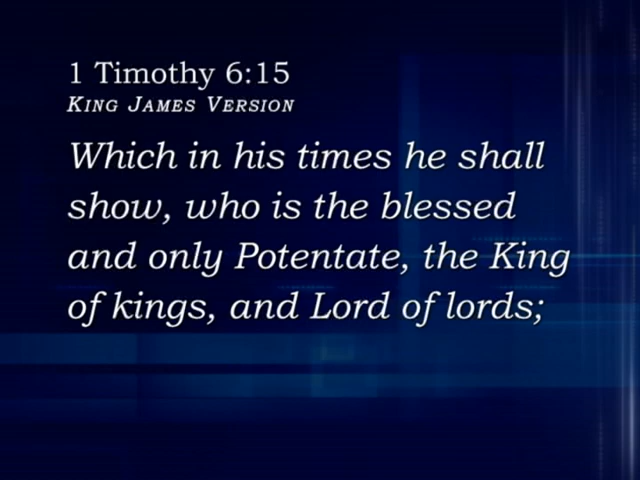 1 Timothy 6:15
King James Version
Which in his times he shall
show, who is the blessed
and only Potentate, the King
of kings, and Lord of lords;